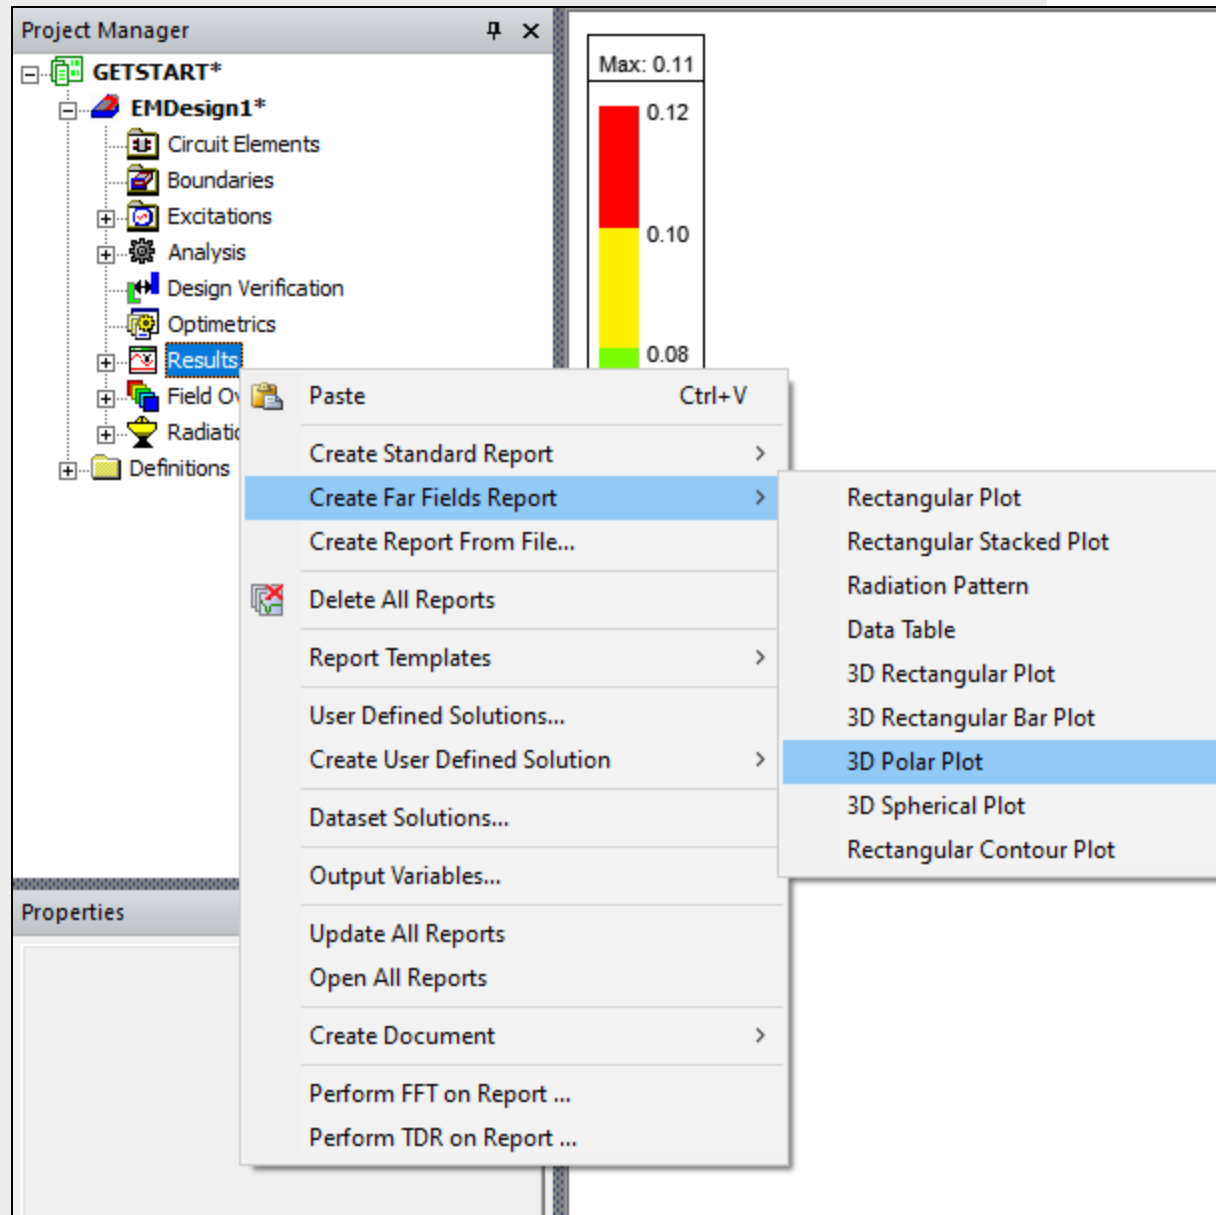 Project Manager
GETSTART*
EMDesign1*
Circuit Elements
Boundaries
Excitations
Analysis
Design Verification
Optimetrics
Results
Field Ov
Radiatio
Definitions
Max: 0.11
0.12
0.10
0.08
Paste Ctrl+V
Create Standard Report
Create Far Fields Report
Create Report From File...
Delete All Reports
Report Templates
User Defined Solutions...
Create User Defined Solution
Dataset Solutions...
Output Variables...
Update All Reports
Open All Reports
Create Document
Perform FFT on Report ...
Perform TDR on Report ...
Rectangular Plot
Rectangular Stacked Plot
Radiation Pattern
Data Table
3D Rectangular Plot
3D Rectangular Bar Plot
3D Polar Plot
3D Spherical Plot
Rectangular Contour Plot
Properties